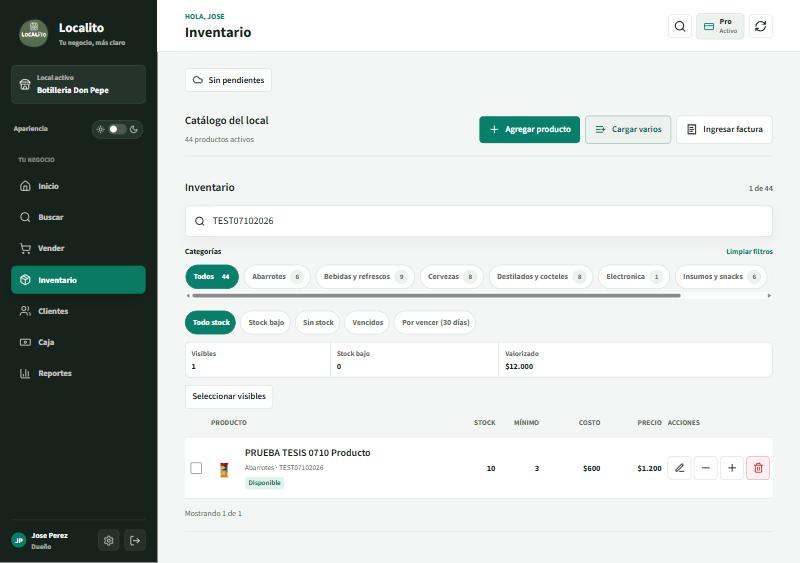 LOCALITO
Localito
Tu negocio, más claro
Local activo
Botillería Don Pepe
Apariencia
TU NEGOCIO
Inicio
Buscar
Vender
Inventario
Clientes
Caja
Reportes
JP
Jose Perez
Dueño
HOLA, JOSE
Inventario
Pro
Activo
Sin pendientes
Catálogo del local
44 productos activos
Agregar producto
Cargar varios
Ingresar factura
Inventario
1 de 44
TEST07102026
Categorías
Limpiar filtros
Todos 44
Abarrotes 6
Bebidas y refrescos 9
Cervezas 8
Destilados y cocteles 8
Electronica 1
Insumos y snacks 6
Todo stock
Stock bajo
Sin stock
Vencidos
Por vencer (30 días)
Visibles
1
Stock bajo
0
Valorizado
$12.000
Seleccionar visibles
PRODUCTO STOCK MÍNIMO COSTO PRECIO ACCIONES
PRUEBA TESIS 0710 Producto
Abarrotes · TEST07102026
Disponible
10 3 $600 $1.200
Mostrando 1 de 1